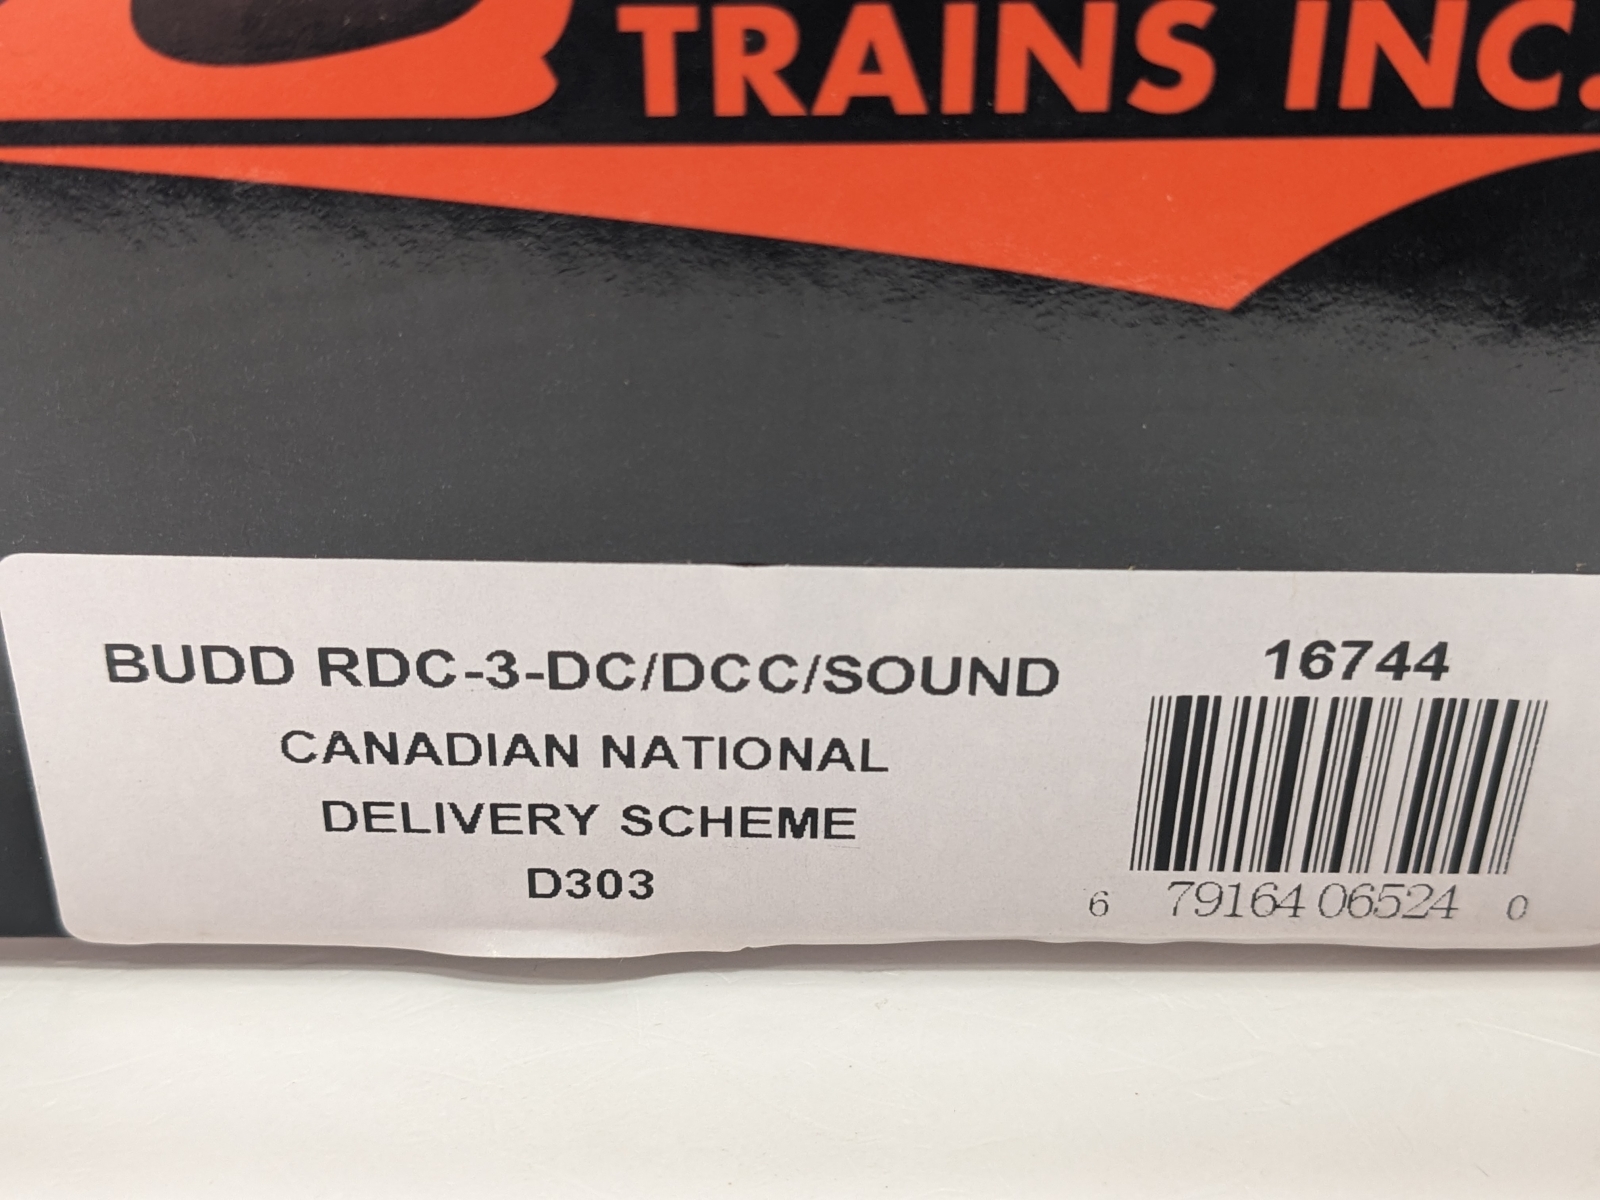 TRAINS INC.
BUDD RDC-3-DC/DCC/SOUND
CANADIAN NATIONAL
DELIVERY SCHEME
D303
16744
6 79164 06524 0